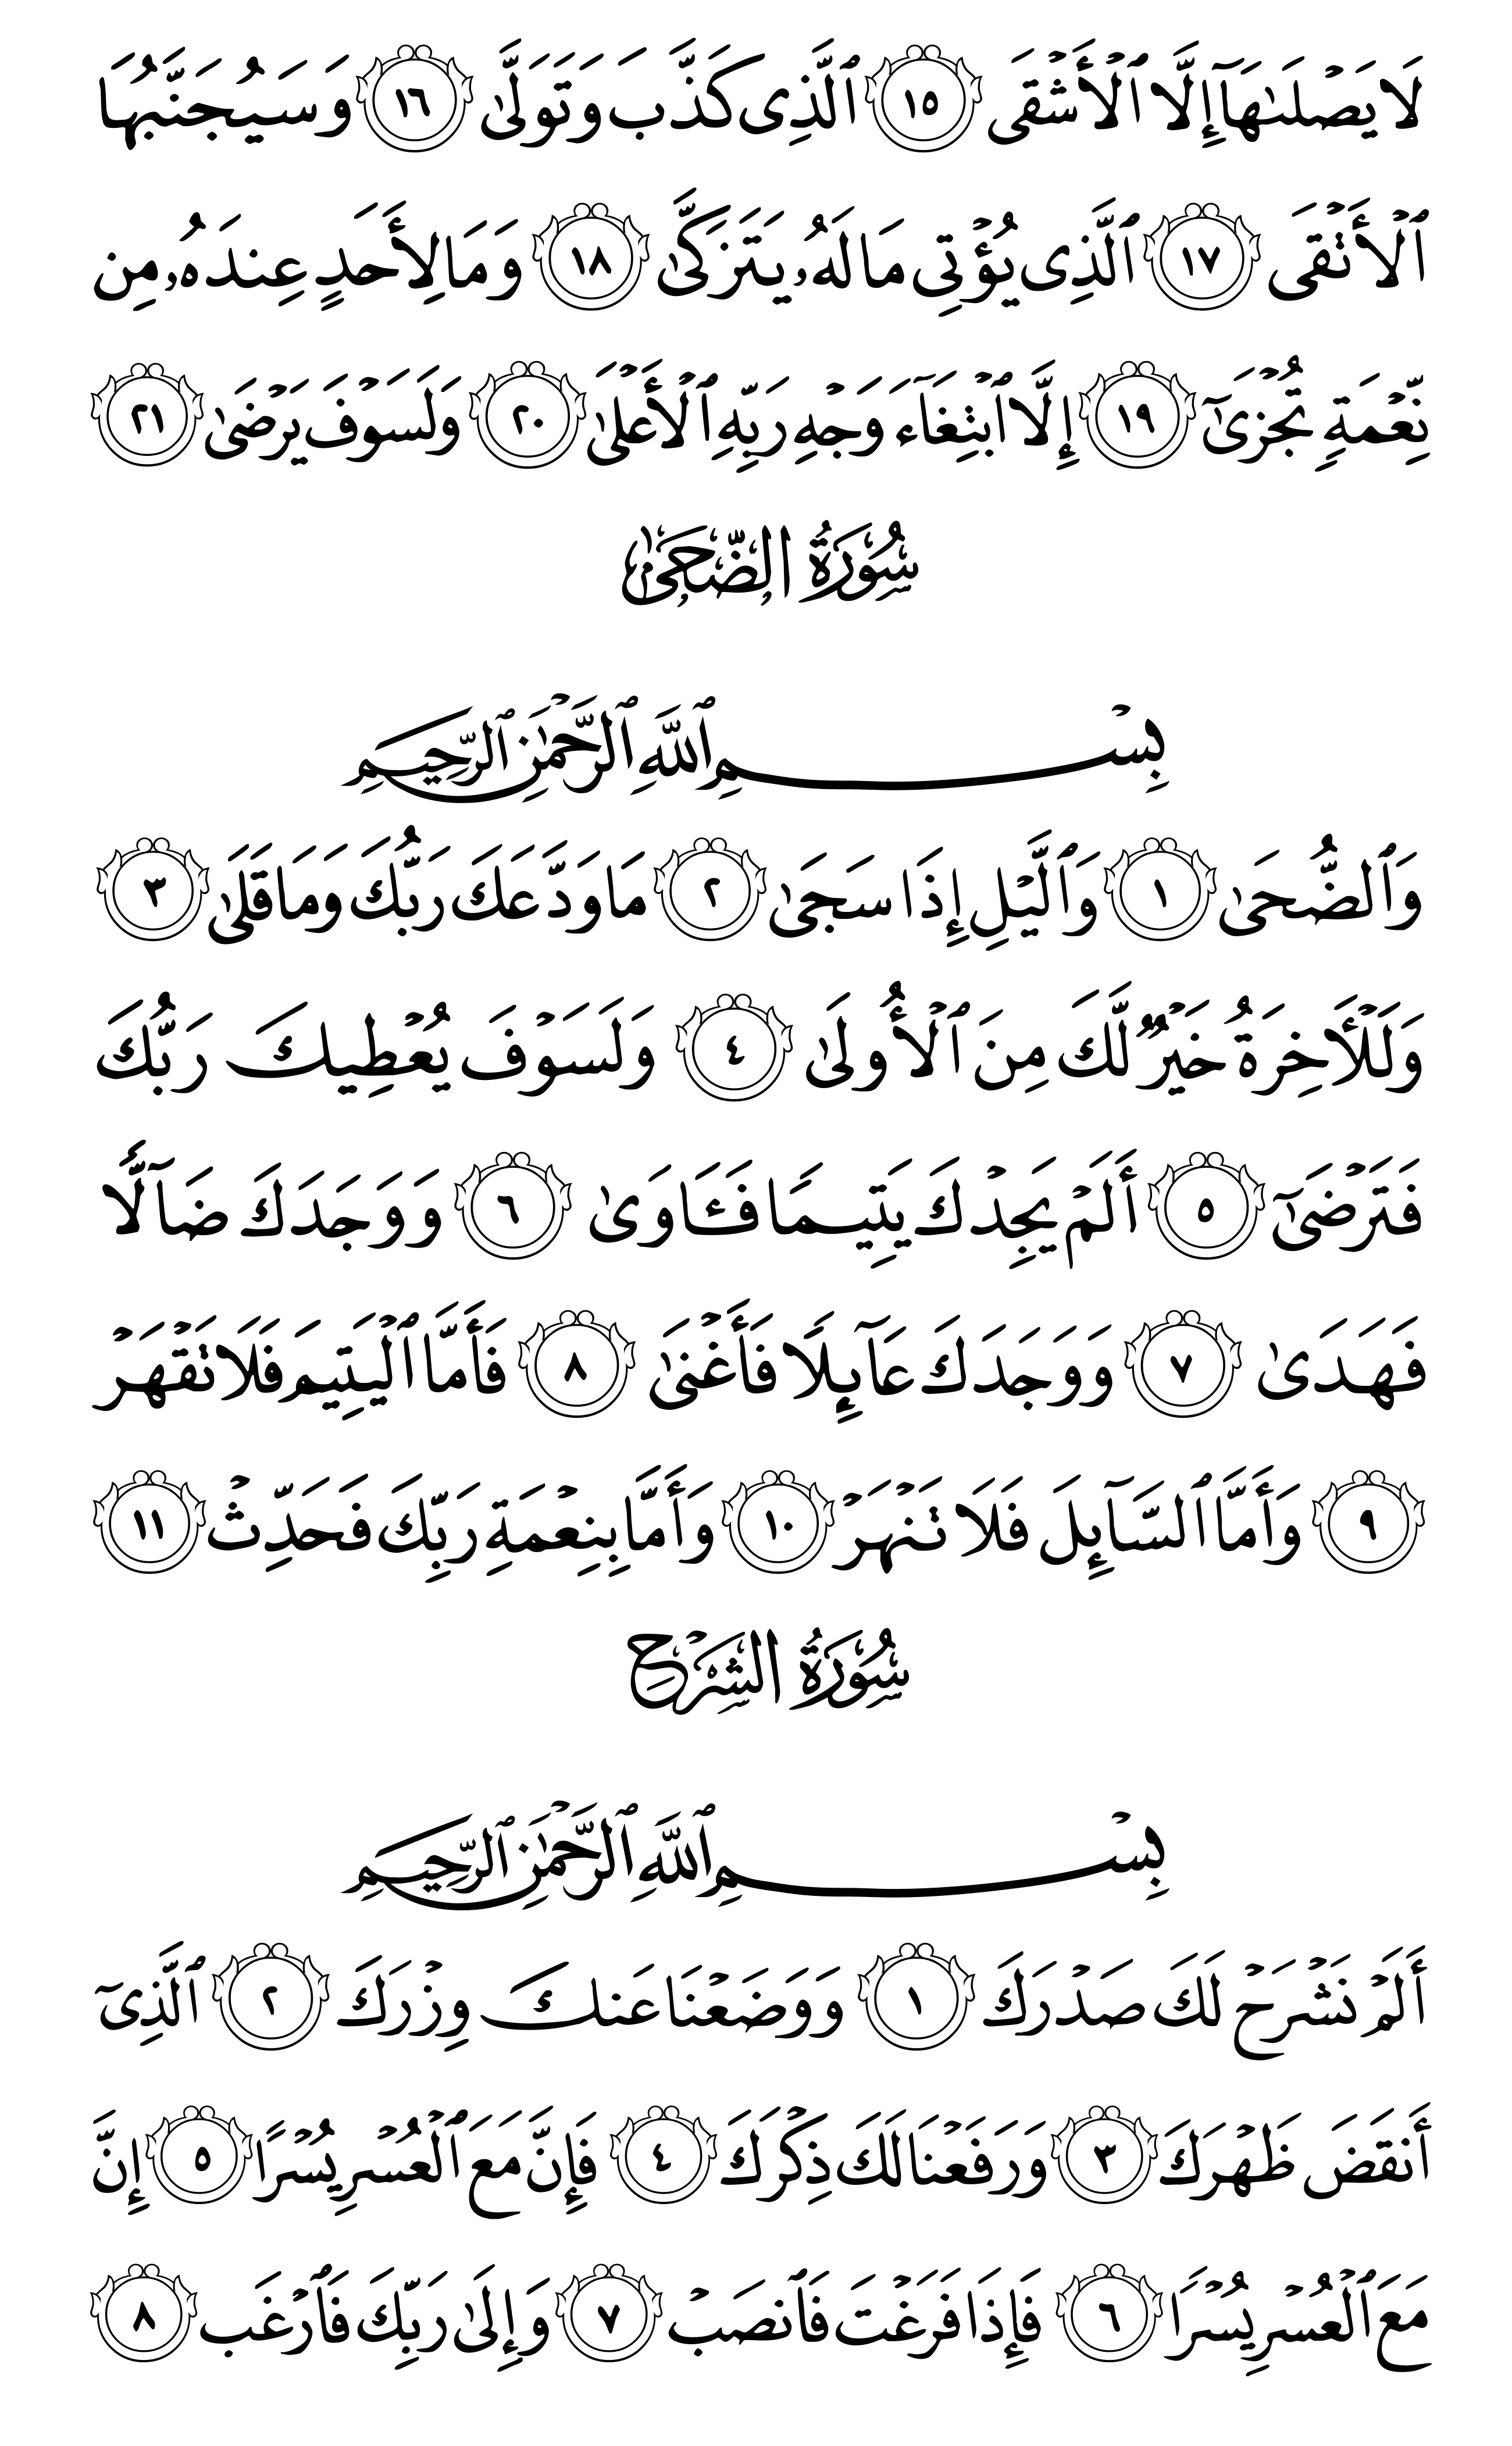 لَا يَصْلَىٰهَآ إِلَّا ٱلْأَشْقَى ١٥ ٱلَّذِى كَذَّبَ وَتَوَلَّىٰ ١٦ وَسَيُجَنَّبُهَا
ٱلْأَتْقَى ١٧ ٱلَّذِى يُؤْتِى مَالَهُۥ يَتَزَكَّىٰ ١٨ وَمَا لِأَحَدٍ عِندَهُۥ مِن
نِّعْمَةٍ تُجْزَىٰٓ ١٩ إِلَّا ٱبْتِغَآءَ وَجْهِ رَبِّهِ ٱلْأَعْلَىٰ ٢٠ وَلَسَوْفَ يَرْضَىٰ ٢١
سُورَةُ الضُّحَىٰ
بِسْمِ ٱللَّهِ ٱلرَّحْمَٰنِ ٱلرَّحِيمِ
وَٱلضُّحَىٰ ١ وَٱلَّيْلِ إِذَا سَجَىٰ ٢ مَا وَدَّعَكَ رَبُّكَ وَمَا قَلَىٰ ٣
وَلَلْـَٔاخِرَةُ خَيْرٌ لَّكَ مِنَ ٱلْأُولَىٰ ٤ وَلَسَوْفَ يُعْطِيكَ رَبُّكَ
فَتَرْضَىٰٓ ٥ أَلَمْ يَجِدْكَ يَتِيمًا فَـَٔاوَىٰ ٦ وَوَجَدَكَ ضَآلًّا
فَهَدَىٰ ٧ وَوَجَدَكَ عَآئِلًا فَأَغْنَىٰ ٨ فَأَمَّا ٱلْيَتِيمَ فَلَا تَقْهَرْ
٩ وَأَمَّا ٱلسَّآئِلَ فَلَا تَنْهَرْ ١٠ وَأَمَّا بِنِعْمَةِ رَبِّكَ فَحَدِّثْ ١١
سُورَةُ الشَّرْحِ
بِسْمِ ٱللَّهِ ٱلرَّحْمَٰنِ ٱلرَّحِيمِ
أَلَمْ نَشْرَحْ لَكَ صَدْرَكَ ١ وَوَضَعْنَا عَنكَ وِزْرَكَ ٢ ٱلَّذِىٓ
أَنقَضَ ظَهْرَكَ ٣ وَرَفَعْنَا لَكَ ذِكْرَكَ ٤ فَإِنَّ مَعَ ٱلْعُسْرِ يُسْرًا ٥ إِنَّ
مَعَ ٱلْعُسْرِ يُسْرًا ٦ فَإِذَا فَرَغْتَ فَٱنصَبْ ٧ وَإِلَىٰ رَبِّكَ فَٱرْغَب ٨